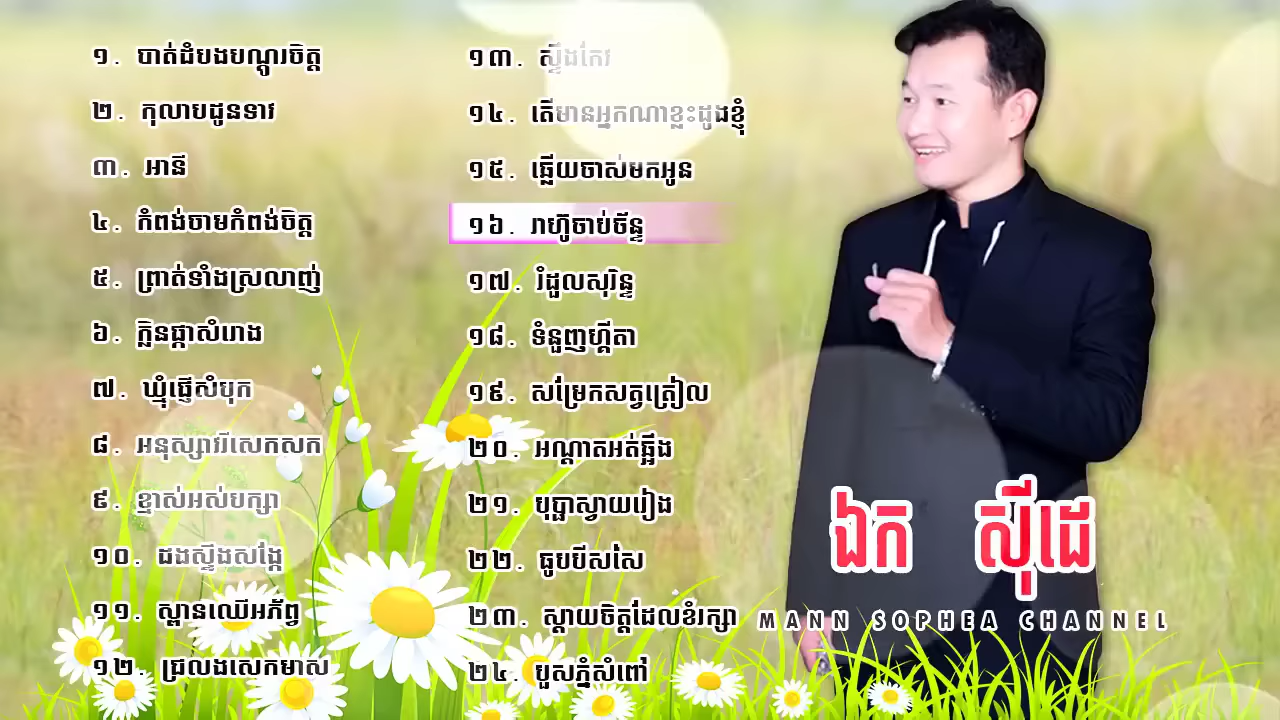 ១. បាត់ដំបងបណ្ដូរចិត្ត
២. កុលាបដូនទាវ
៣. អានី
៤. កំពង់ចាមកំពង់ចិត្ត
៥. ព្រាត់ទាំងស្រលាញ់
៦. ក្លិនផ្កាសំរោង
៧. ឃ្មុំផ្ញើសំបុក
៨. អនុស្សាវរីសេកសក
៩. ខ្មាស់អស់បក្សា
១០. ដងស្ទឹងសង្កែ
១១. ស្ពានឈើអភ័ព្វ
១២. ជ្រលងសេកមាស
១៣. ស្ទឹងកែវ
១៤. តើមានអ្នកណាខ្លះដូងខ្ញុំ
១៥. ឆ្លើយចាស់មកអូន
១៦. រាហ៊ូចាប់ច័ន្ទ
១៧. រំដួលសុរិន្ទ
១៨. ទំនួញហ្គីតា
១៩. សម្រែកសត្វត្រៀល
២០. អណ្ដាតអត់ឆ្អឹង
២១. បុប្ផាស្វាយរៀង
២២. ធូបបីសសៃ
២៣. ស្ដាយចិត្តដែលខំរក្សា
២៤. បួសភ្នំសំពៅ
ឯក ស៊ីដេ
MANN SOPHEA CHANNEL